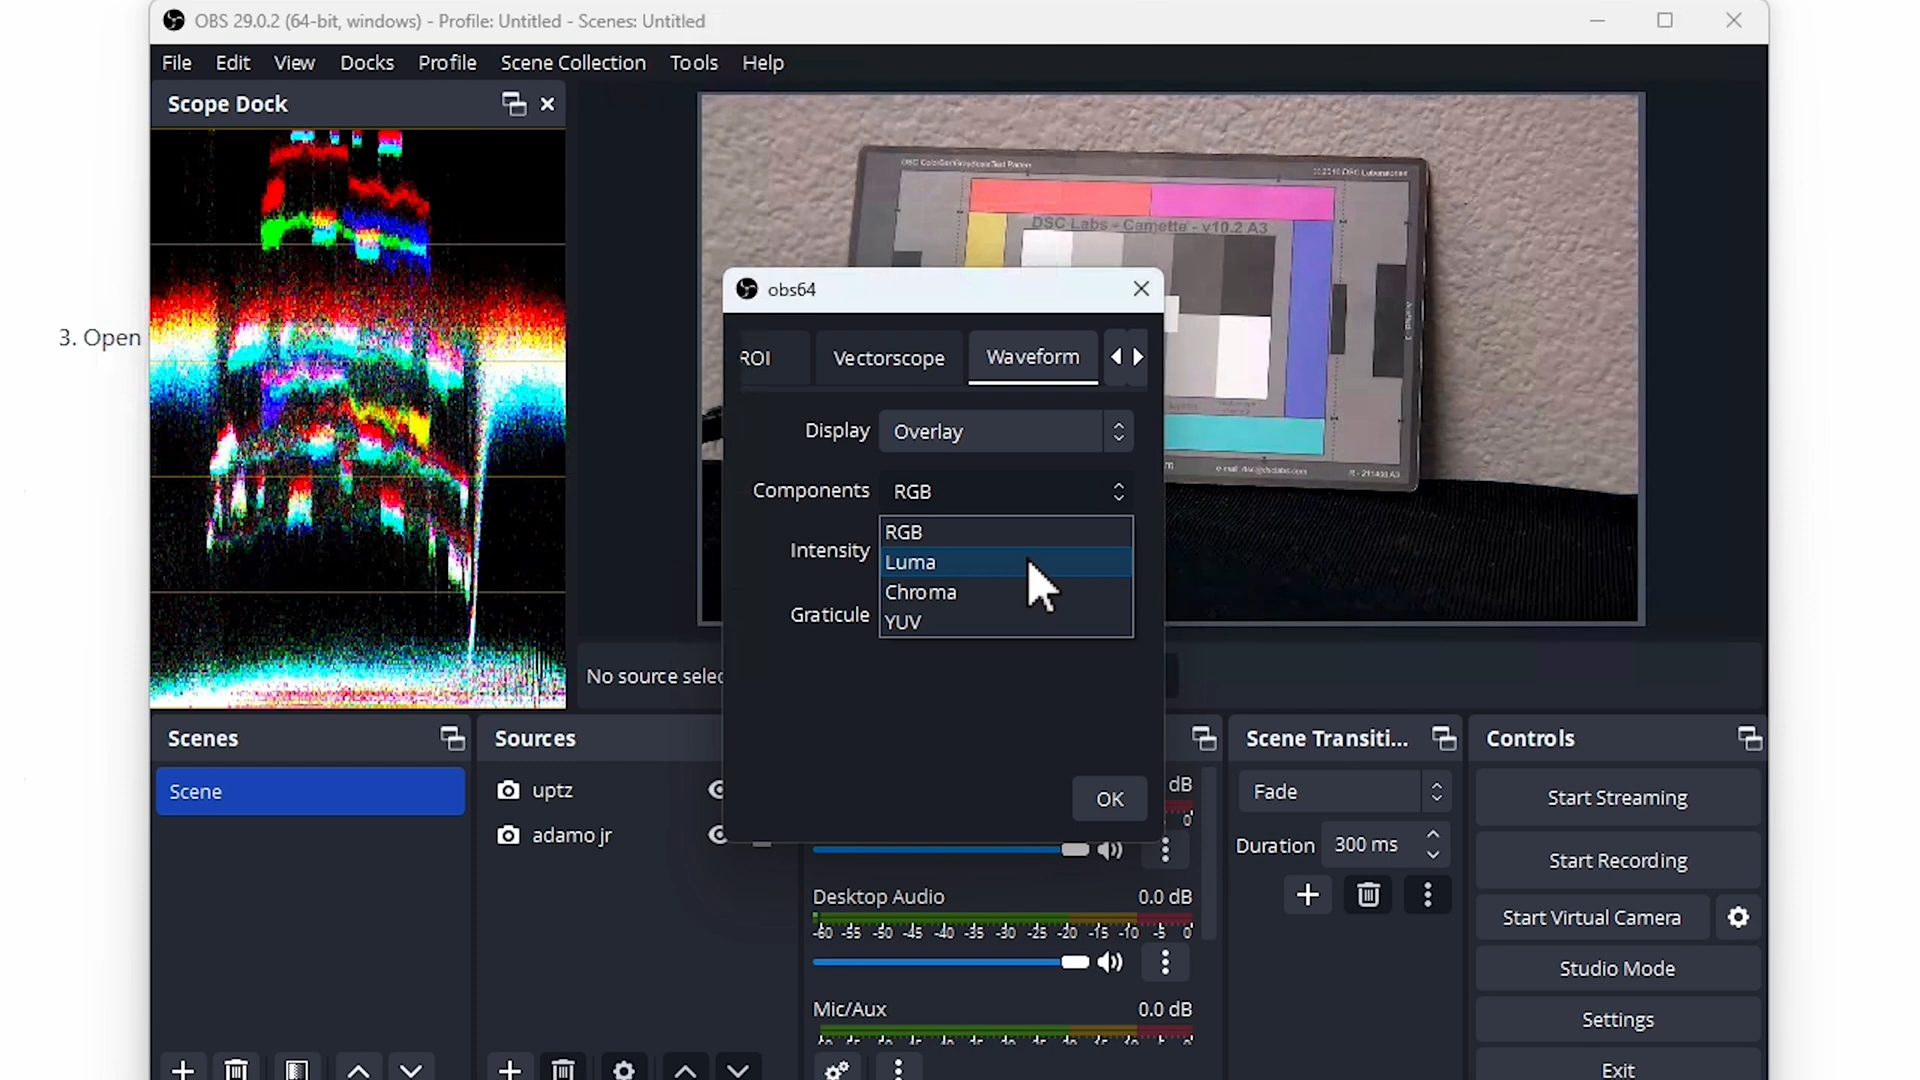 OBS 29.0.2 (64-bit, windows) - Profile: Untitled - Scenes: Untitled
File Edit View Docks Profile Scene Collection Tools Help
Scope Dock
3. Open
DSC Labs - Camette - v10.2 A3
obs64
ROI Vectorscope Waveform
Display Overlay
Components RGB
RGB
Luma
Chroma
YUV
Intensity
Graticule
OK
No source selec
Scenes
Scene
Sources
uptz
adamo jr
dB
0
Desktop Audio 0.0 dB
-60 -55 -50 -45 -40 -35 -30 -25 -20 -15 -10 -5 0
Mic/Aux 0.0 dB
Scene Transiti...
Fade
Duration 300 ms
Controls
Start Streaming
Start Recording
Start Virtual Camera
Studio Mode
Settings
Exit